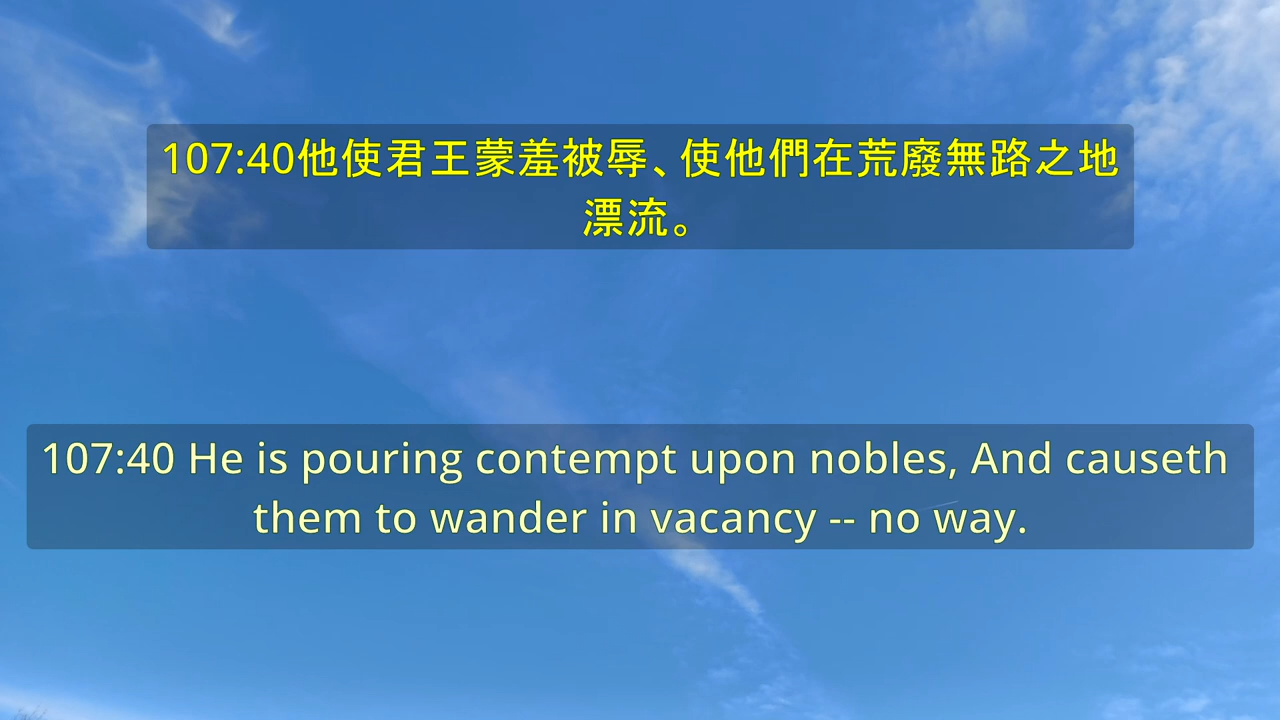 107:40他使君王蒙羞被辱、使他們在荒廢無路之地
漂流。
107:40 He is pouring contempt upon nobles, And causeth
them to wander in vacancy -- no way.